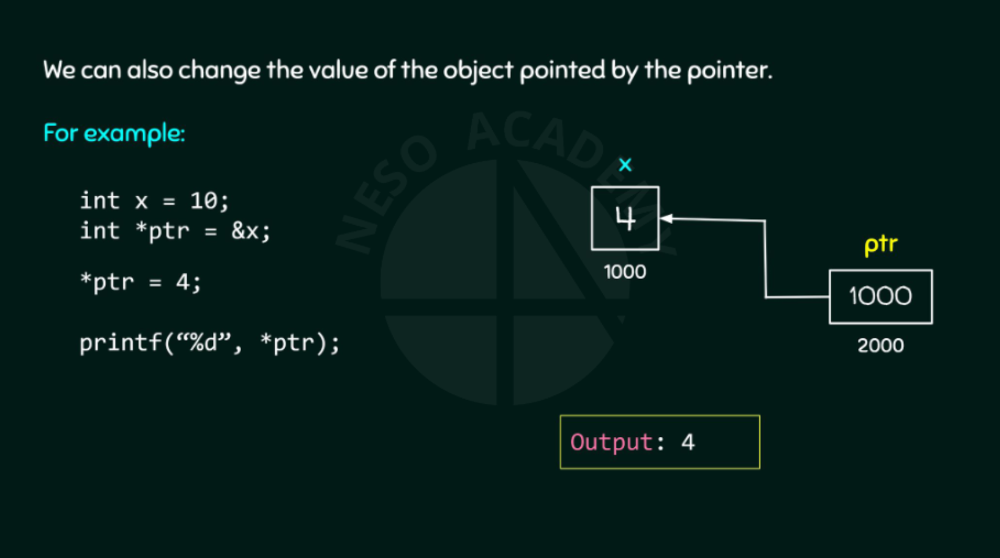 We can also change the value of the object pointed by the pointer.
For example:
int x = 10;
int *ptr = &x;
*ptr = 4;
printf(“%d”, *ptr);
x
4
1000
ptr
1000
2000
Output: 4
NESO ACADEMY